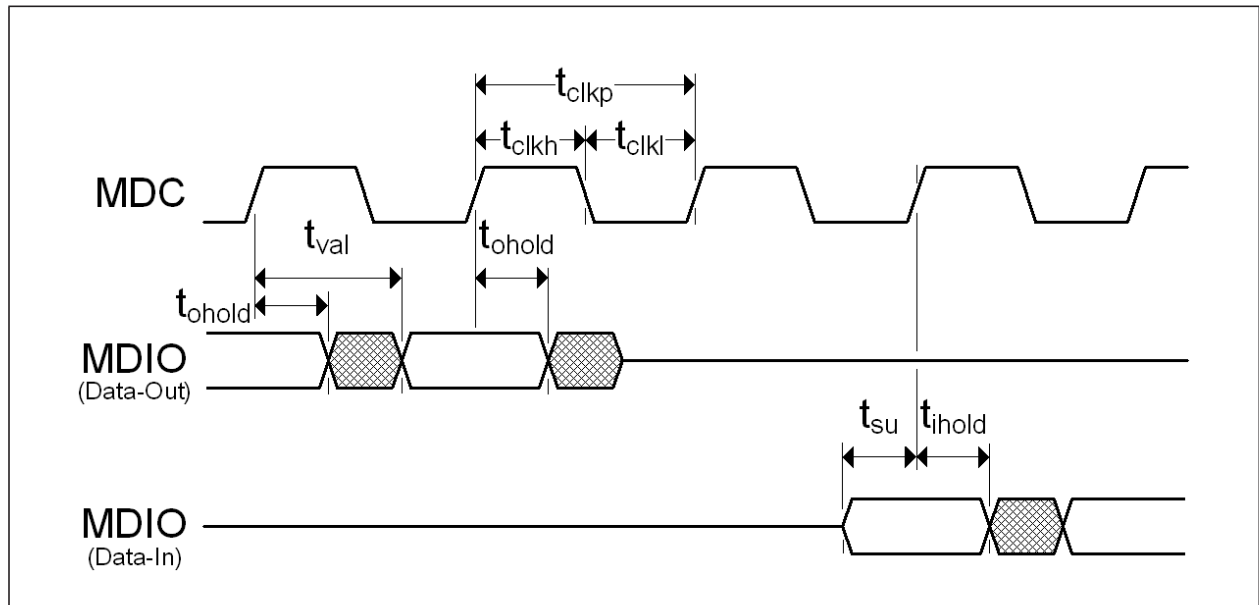 tclkp
tclkh tclkl
MDC
tval tohold
tohold
MDIO
(Data-Out)
tsu tihold
MDIO
(Data-In)